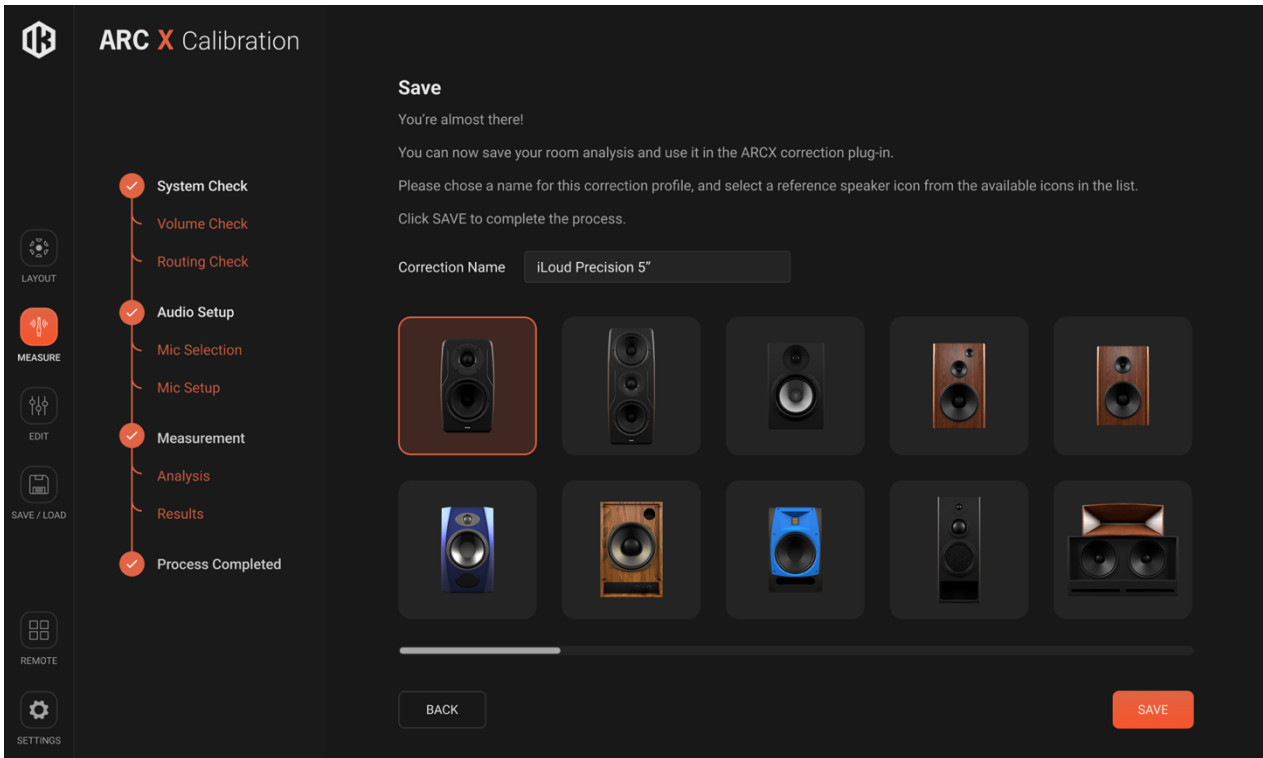 ARC X Calibration
Save
You're almost there!
You can now save your room analysis and use it in the ARCX correction plug-in.
Please chose a name for this correction profile, and select a reference speaker icon from the available icons in the list.
Click SAVE to complete the process.
Correction Name
iLoud Precision 5”
System Check
Volume Check
Routing Check
Audio Setup
Mic Selection
Mic Setup
Measurement
Analysis
Results
Process Completed
LAYOUT
MEASURE
EDIT
SAVE / LOAD
REMOTE
SETTINGS
BACK
SAVE